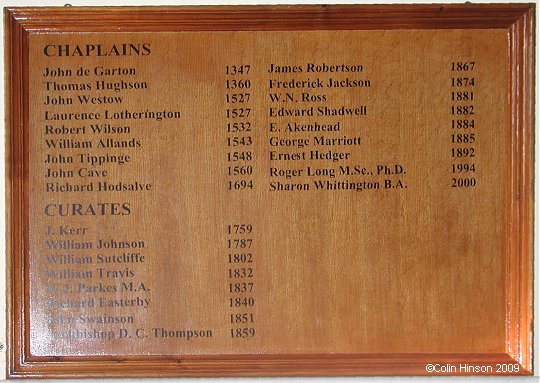 CHAPLAINS
John de Garton 1347
Thomas Hughson 1360
John Westow 1527
Laurence Lotherington 1527
Robert Wilson 1532
William Allands 1543
John Tippinge 1548
John Cave 1560
Richard Hodsalve 1694
CURATES
J. Kerr 1759
William Johnson 1787
William Sutcliffe 1802
William Travis 1832
Parkes M.A. 1837
Richard Easterby 1840
Swainson 1851
Archbishop D. C. Thompson 1859
James Robertson 1867
Frederick Jackson 1874
W.N. Ross 1881
Edward Shadwell 1882
E. Akenhead 1884
George Marriott 1885
Ernest Hedger 1892
Roger Long M.Sc., Ph.D. 1994
Sharon Whittington B.A. 2000
©Colin Hinson 2009